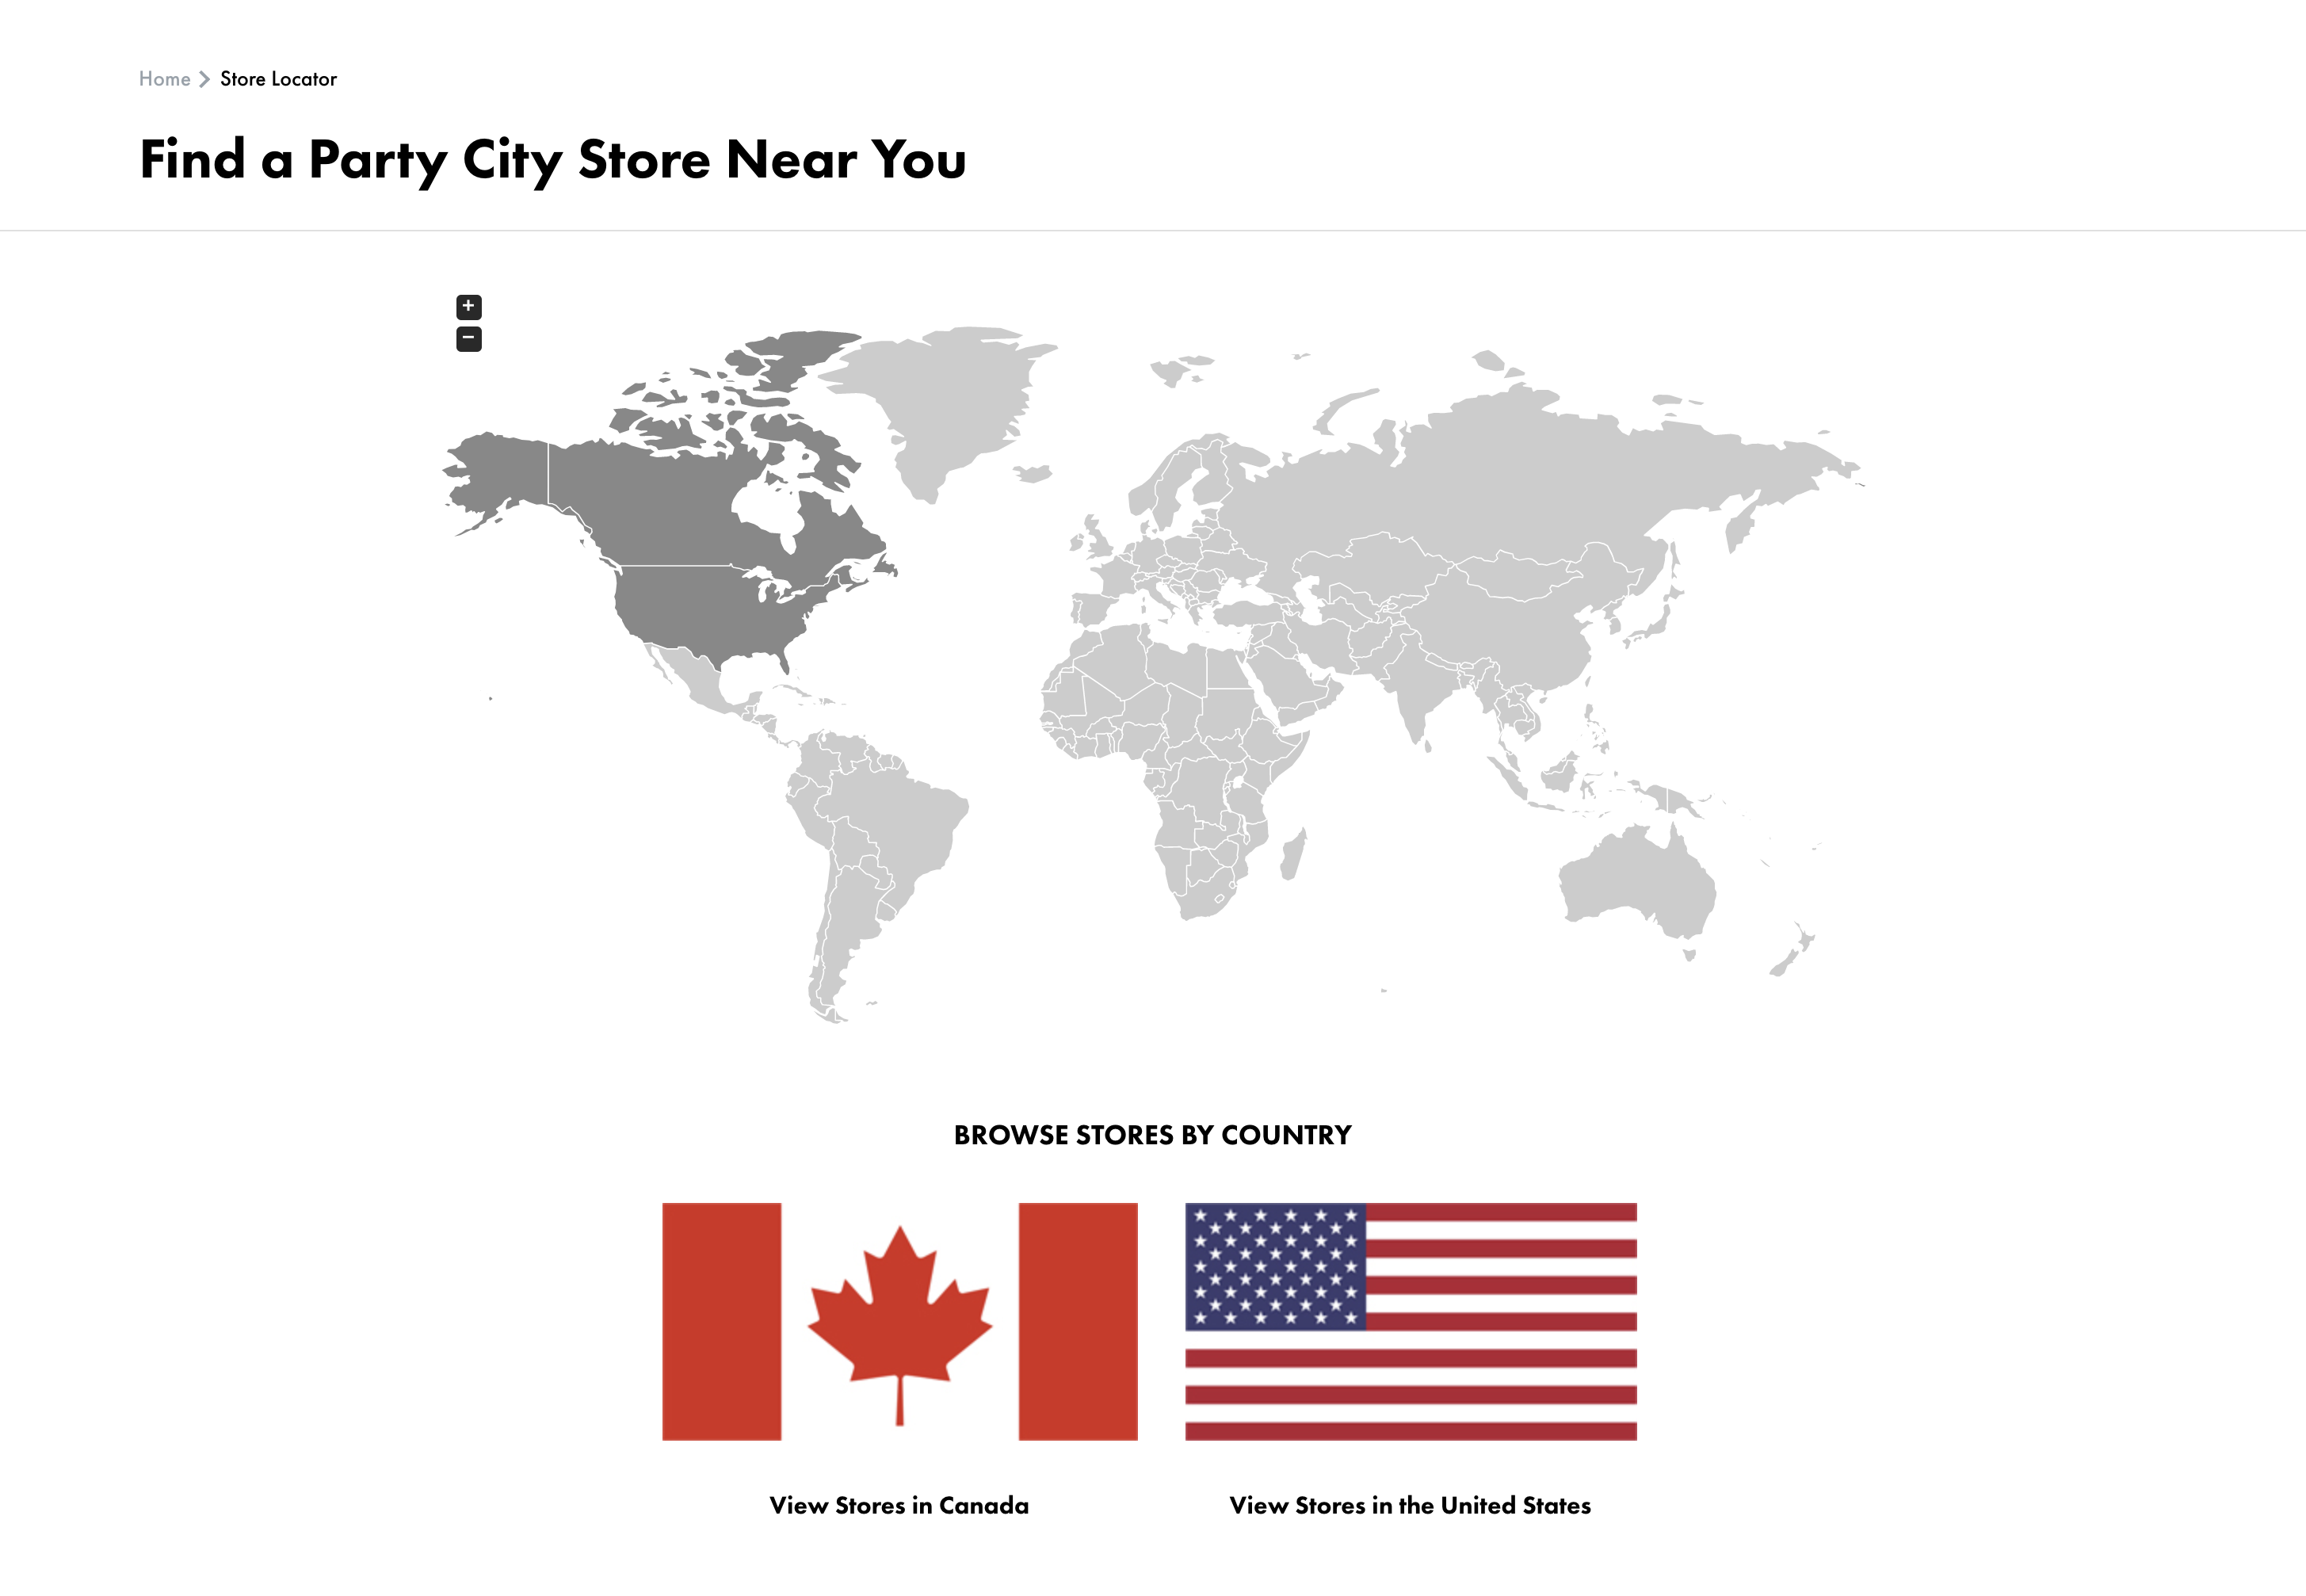 Home > Store Locator
Find a Party City Store Near You
+
−
BROWSE STORES BY COUNTRY
View Stores in Canada
View Stores in the United States